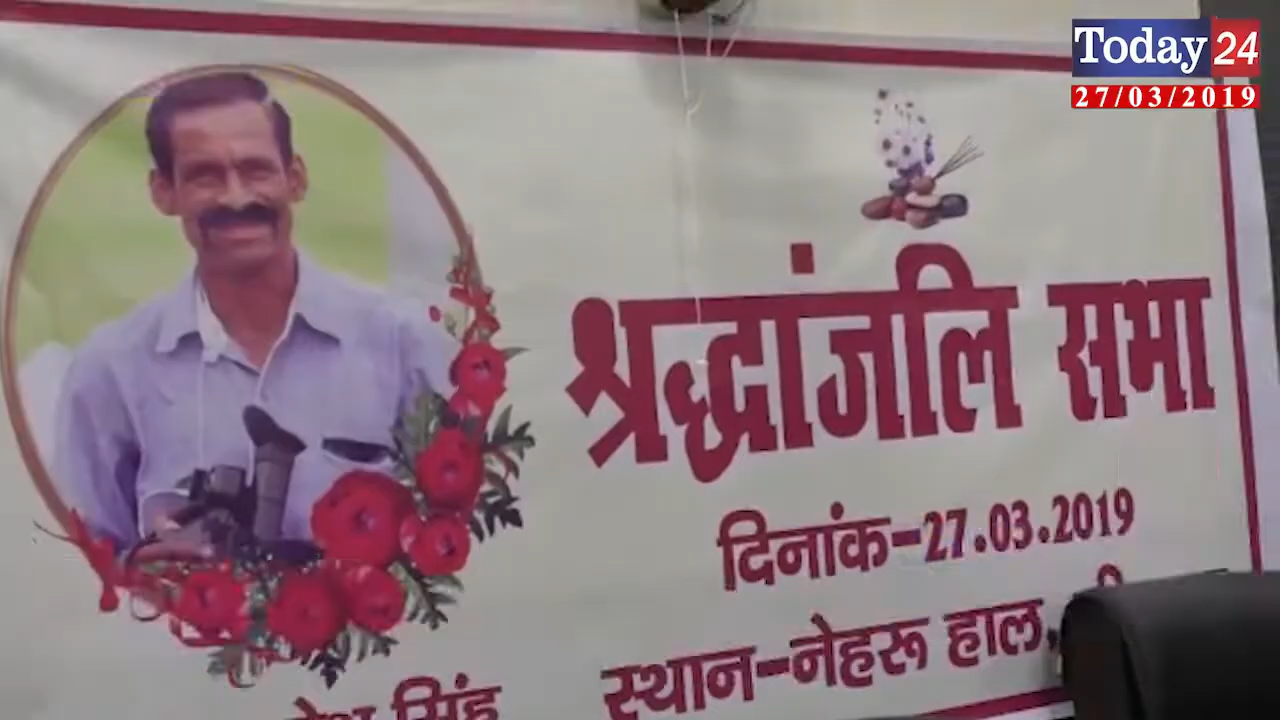 Today 24
27/03/2019
श्रद्धांजलि सभा
दिनांक-27.03.2019
स्थान-नेहरू हाल,
सिंह